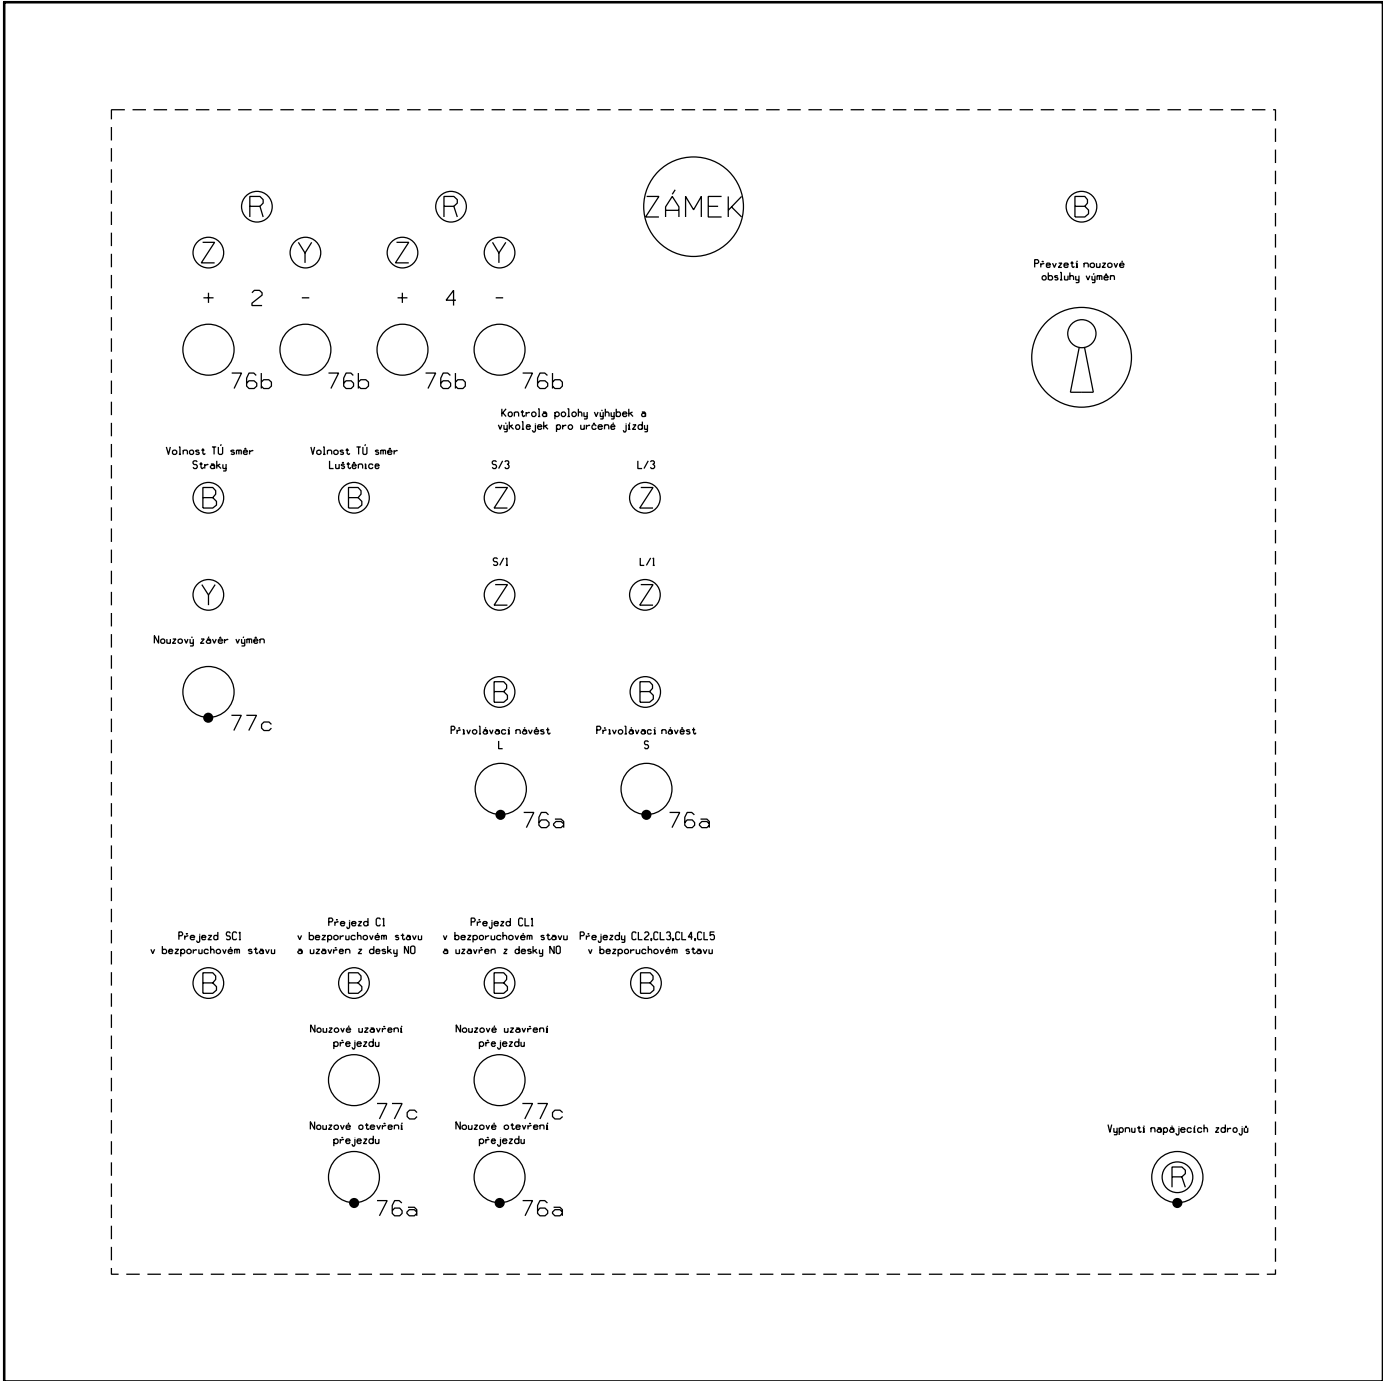 R R ZÁMEK B
Z Y Z Y
Převzetí nouzové
obsluhy výměn
+ 2 - + 4 -
76b 76b 76b 76b
Kontrola polohy výhybek a
výkolejek pro určené jízdy
Volnost TÚ směr
Straky
Volnost TÚ směr
Luštěnice
S/3 L/3
B B Z Z
S/1 L/1
Y Z Z
Nouzový závěr výměn
77c
B B
Přivolávací návěst
L
Přivolávací návěst
S
76a 76a
Přejezd SC1
v bezporuchovém stavu
Přejezd C1
v bezporuchovém stavu
a uzavřen z desky NO
Přejezd CL1
v bezporuchovém stavu
a uzavřen z desky NO
Přejezdy CL2,CL3,CL4,CL5
v bezporuchovém stavu
B B B B
Nouzové uzavření
přejezdu
Nouzové uzavření
přejezdu
77c 77c
Nouzové otevření
přejezdu
Nouzové otevření
přejezdu
76a 76a
Vypnutí napájecích zdrojů
R